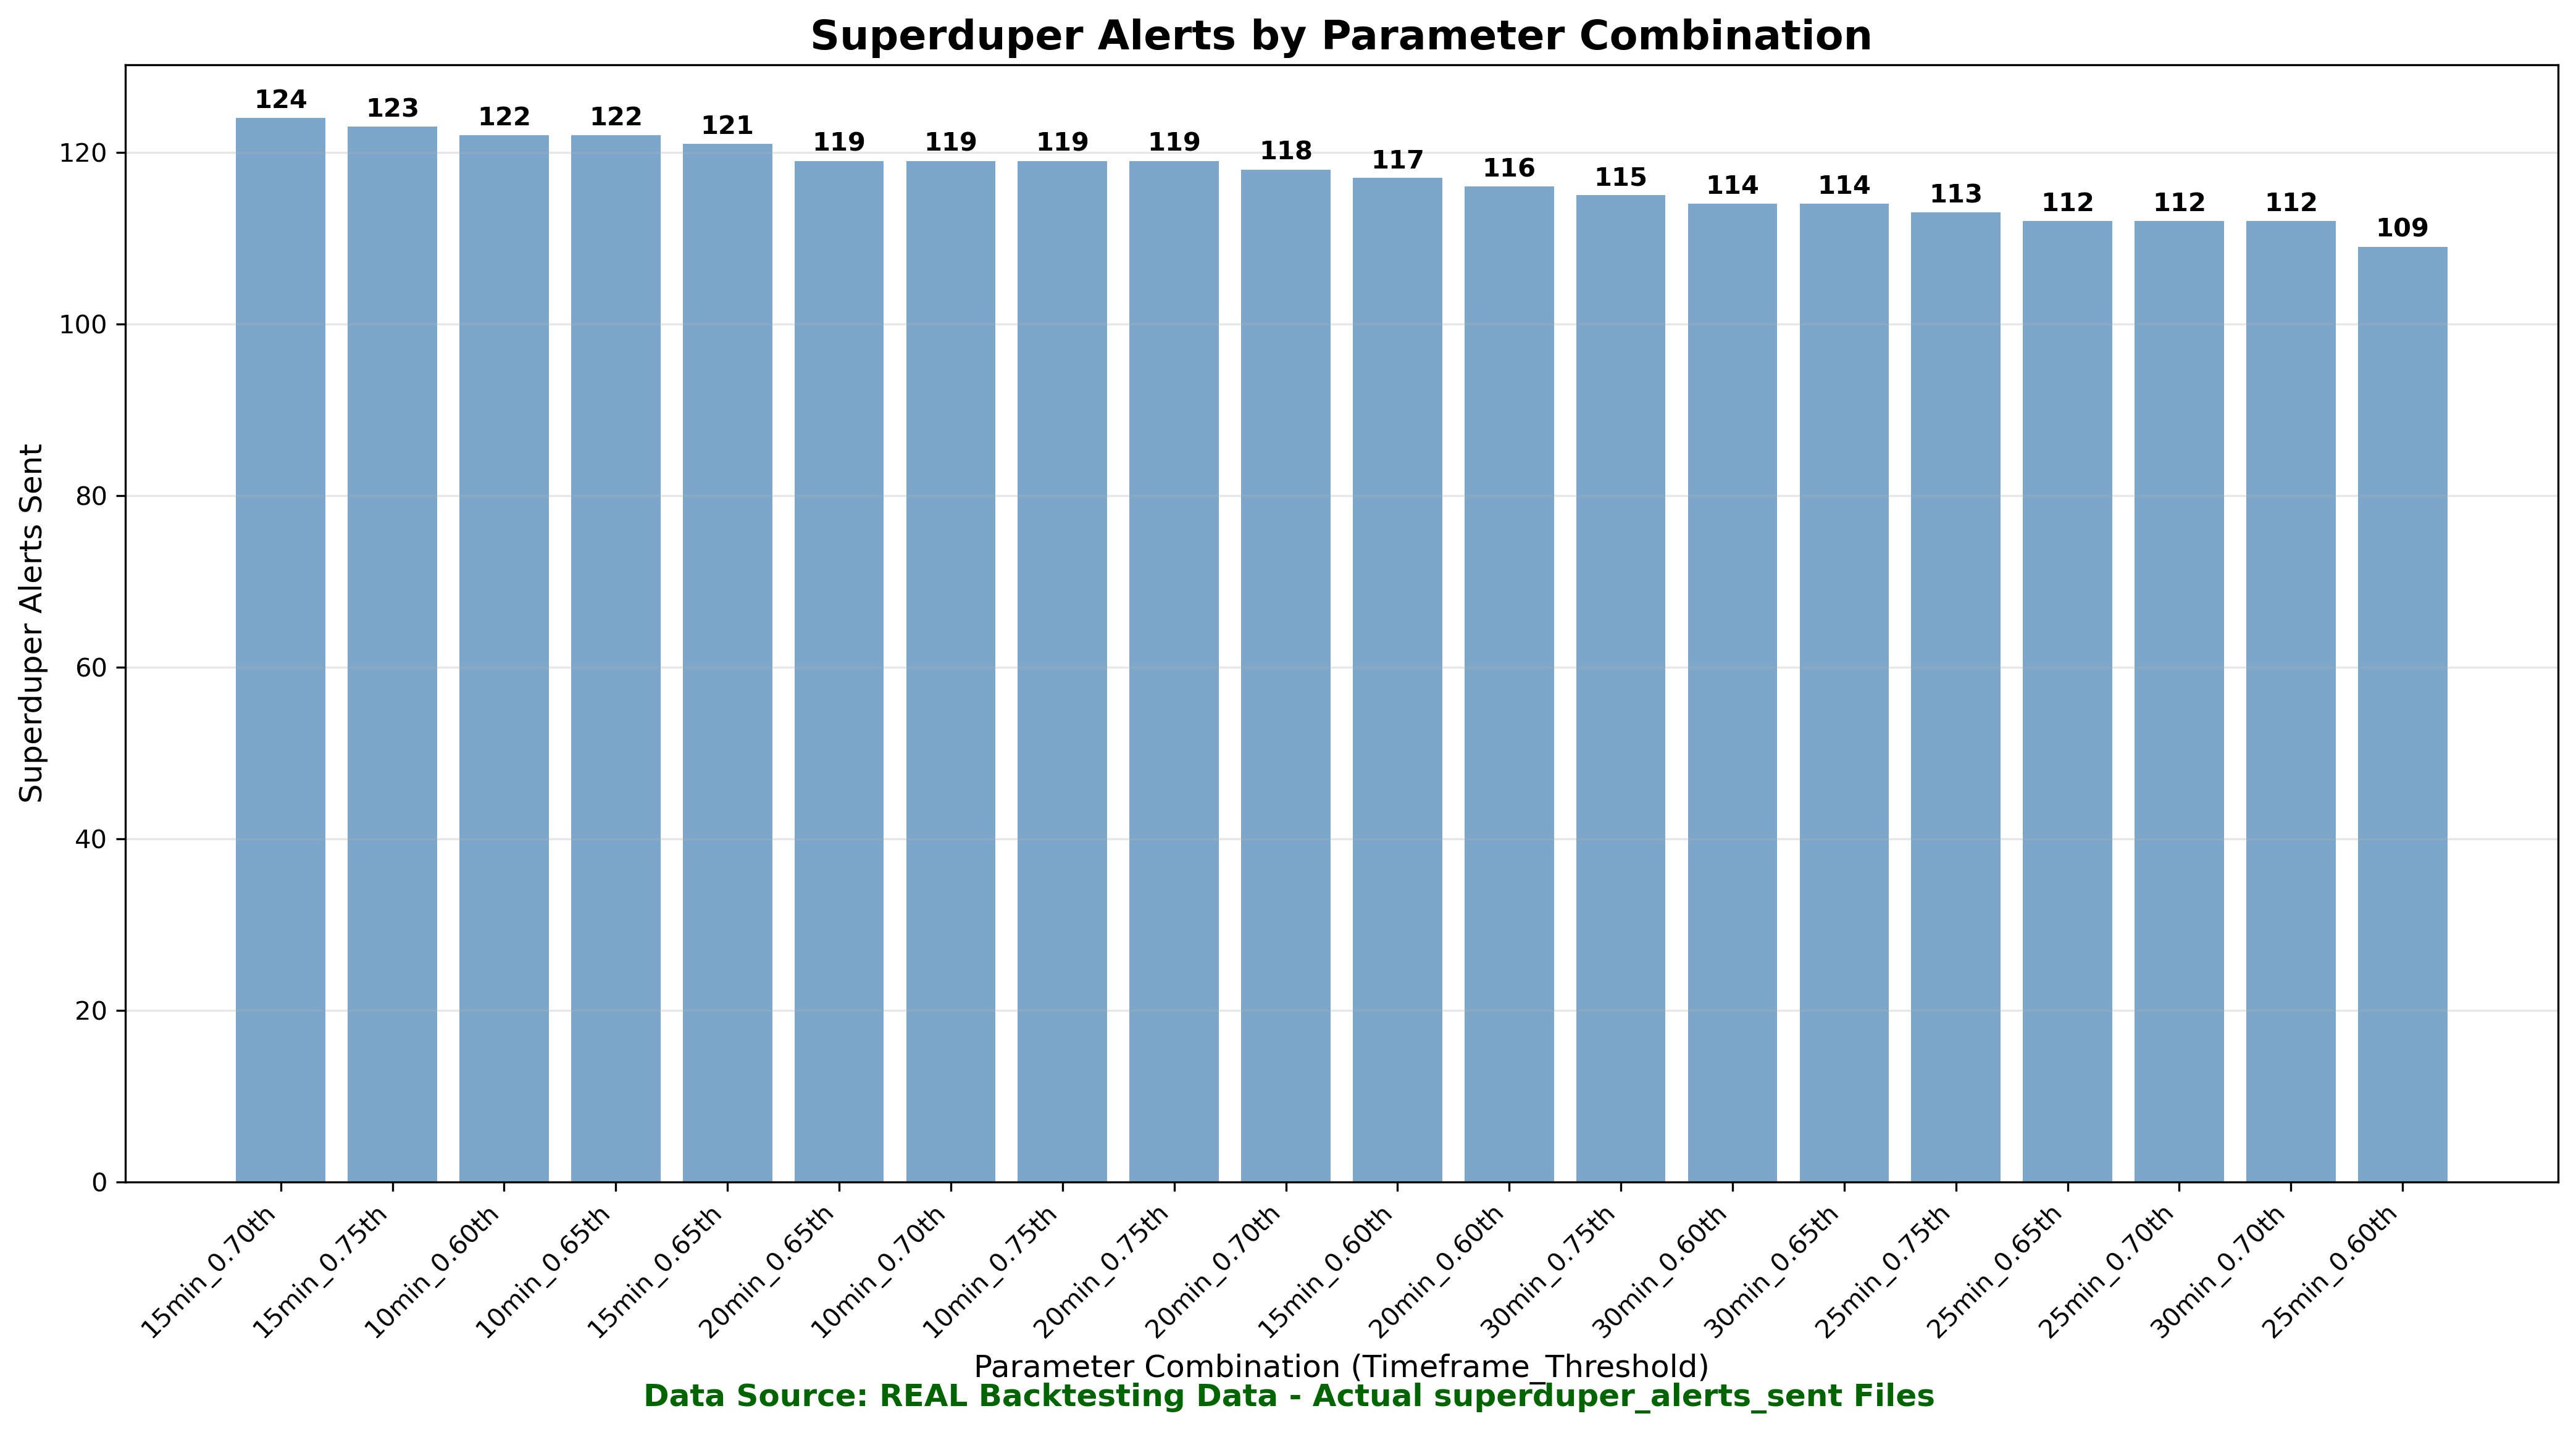 Superduper Alerts by Parameter Combination
Superduper Alerts Sent
120
100
80
60
40
20
0
124
123
122
122
121
119
119
119
119
118
117
116
115
114
114
113
112
112
112
109
15min_0.70th
15min_0.75th
10min_0.60th
10min_0.65th
15min_0.65th
20min_0.65th
10min_0.70th
10min_0.75th
20min_0.75th
20min_0.70th
15min_0.60th
20min_0.60th
30min_0.75th
30min_0.60th
30min_0.65th
25min_0.75th
25min_0.65th
25min_0.70th
30min_0.70th
25min_0.60th
Parameter Combination (Timeframe_Threshold)
Data Source: REAL Backtesting Data - Actual superduper_alerts_sent Files